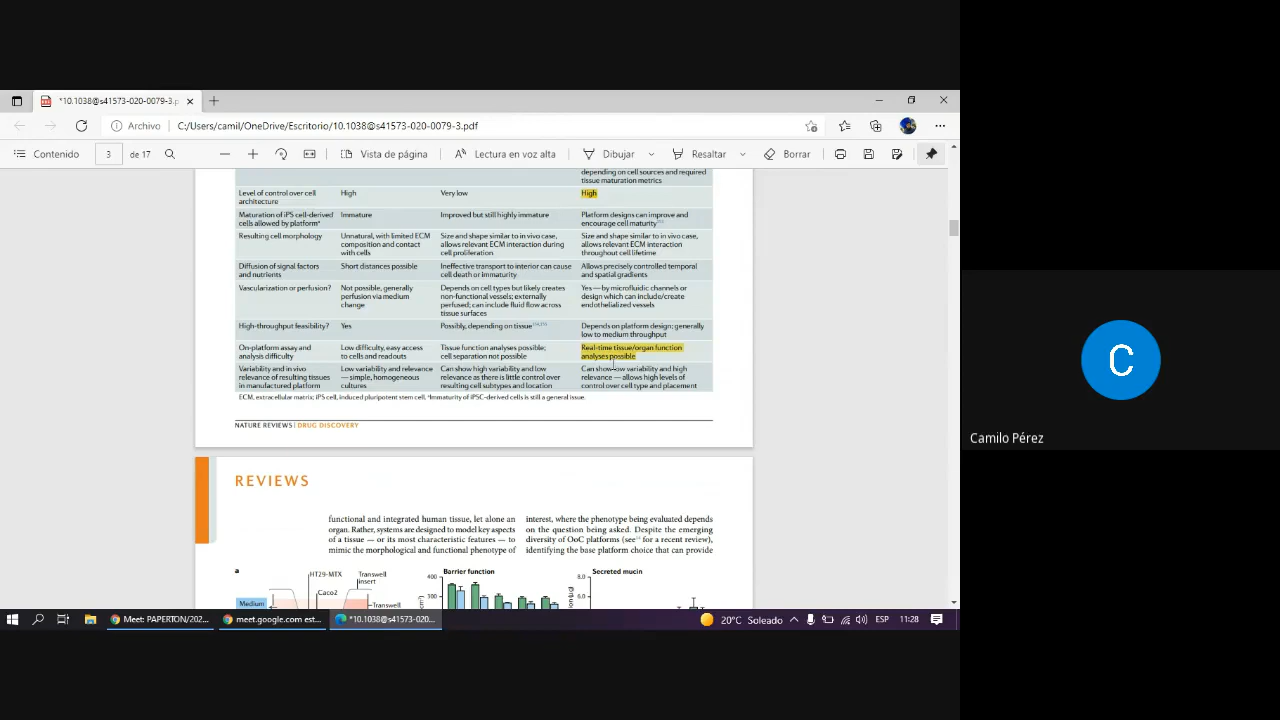 *10.1038@s41573-020-0079-3.p
Archivo C:/Users/camil/OneDrive/Escritorio/10.1038@s41573-020-0079-3.pdf
Contenido 3 de 17 Vista de página Lectura en voz alta Dibujar Resaltar Borrar
depending on cell sources and required
tissue maturation metrics
Level of control over cell
architecture
High
Very low
High
Maturation of iPS cell-derived
cells allowed by platformᵃ
Immature
Improved but still highly immature
Platform designs can improve and
encourage cell maturity
Resulting cell morphology
Unnatural, with limited ECM
composition and contact
with cells
Size and shape similar to in vivo case,
allows relevant ECM interaction during
cell proliferation
Size and shape similar to in vivo case,
allows relevant ECM interaction
throughout cell lifetime
Diffusion of signal factors
and nutrients
Short distances possible
Ineffective transport to interior can cause
cell death or immaturity
Allows precisely controlled temporal
and spatial gradients
Vascularization or perfusion?
Not possible, generally
perfusion via medium
change
Depends on cell types but likely creates
non-functional vessels; externally
perfused; can include fluid flow across
tissue surfaces
Yes — by microfluidic channels or
design which can include/create
endothelialized vessels
High-throughput feasibility?
Yes
Possibly, depending on tissue
Depends on platform design; generally
low to medium throughput
On-platform assay and
analysis difficulty
Low difficulty, easy access
to cells and readouts
Tissue function analyses possible;
cell separation not possible
Real-time tissue/organ function
analyses possible
Variability and in vivo
relevance of resulting tissues
in manufactured platform
Low variability and relevance
— simple, homogeneous
cultures
Can show high variability and low
relevance as there is little control over
resulting cell subtypes and location
Can show low variability and high
relevance — allows high levels of
control over cell type and placement
ECM, extracellular matrix; iPS cell, induced pluripotent stem cell. ᵃImmaturity of iPSC-derived cells is still a general issue.
NATURE REVIEWS | DRUG DISCOVERY
REVIEWS
functional and integrated human tissue, let alone an
organ. Rather, systems are designed to model key aspects
of a tissue — or its most characteristic features — to
mimic the morphological and functional phenotype of
interest, where the phenotype being evaluated depends
on the question being asked. Despite the emerging
diversity of OoC platforms (see for a recent review),
identifying the base platform choice that can provide
a
HT29-MTX
Transwell
insert
Caco2
Medium
Transwell
Barrier function
400
300
Secreted mucin
8.0
6.0
Meet: PAPERTON/202... meet.google.com est... *10.1038@s41573-020... 20°C Soleado ESP 11:28
C
Camilo Pérez